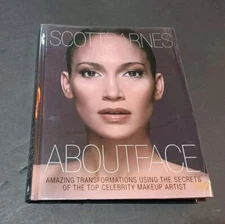 SCOTT BARNES
ABOUTFACE
AMAZING TRANSFORMATIONS USING THE SECRETS
OF THE TOP CELEBRITY MAKEUP ARTIST